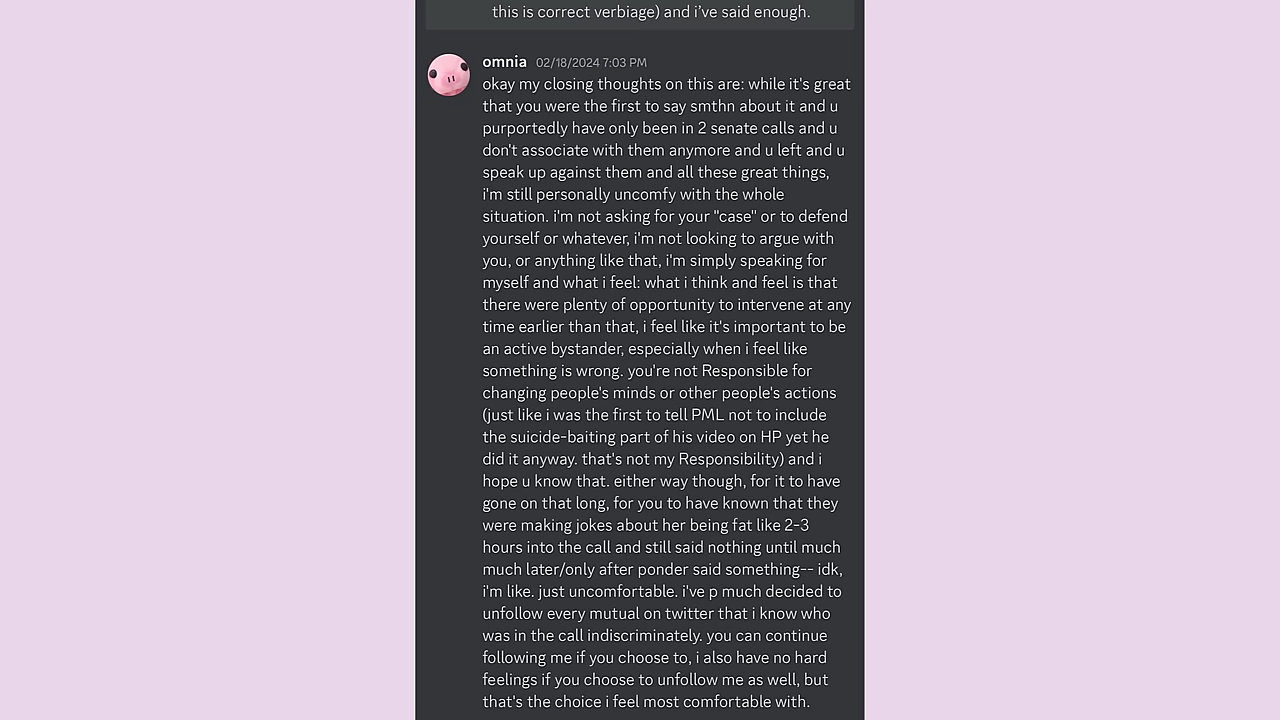 this is correct verbiage) and i've said enough.
omnia 02/18/2024 7:03 PM
okay my closing thoughts on this are: while it's great
that you were the first to say smthn about it and u
purportedly have only been in 2 senate calls and u
don't associate with them anymore and u left and u
speak up against them and all these great things,
i'm still personally uncomfy with the whole
situation. i'm not asking for your "case" or to defend
yourself or whatever, i'm not looking to argue with
you, or anything like that, i'm simply speaking for
myself and what i feel: what i think and feel is that
there were plenty of opportunity to intervene at any
time earlier than that, i feel like it's important to be
an active bystander, especially when i feel like
something is wrong. you're not Responsible for
changing people's minds or other people's actions
(just like i was the first to tell PML not to include
the suicide-baiting part of his video on HP yet he
did it anyway. that's not my Responsibility) and i
hope u know that. either way though, for it to have
gone on that long, for you to have known that they
were making jokes about her being fat like 2-3
hours into the call and still said nothing until much
much later/only after ponder said something-- idk,
i'm like. just uncomfortable. i've p much decided to
unfollow every mutual on twitter that i know who
was in the call indiscriminately. you can continue
following me if you choose to, i also have no hard
feelings if you choose to unfollow me as well, but
that's the choice i feel most comfortable with.